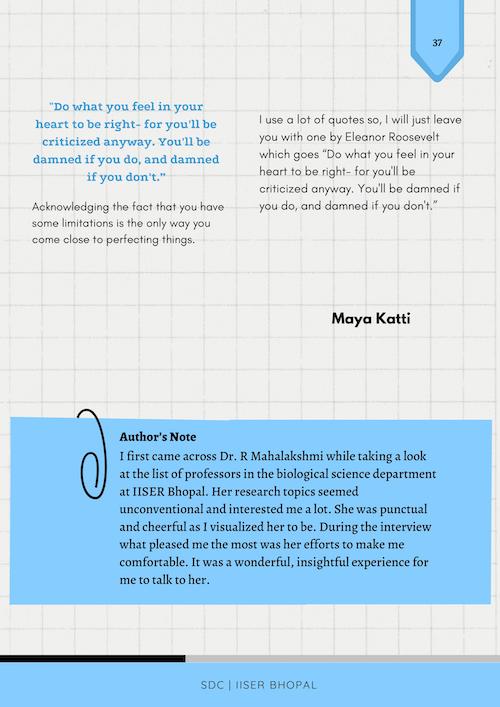 37
"Do what you feel in your
heart to be right- for you'll be
criticized anyway. You'll be
damned if you do, and damned
if you don't."
Acknowledging the fact that you have
some limitations is the only way you
come close to perfecting things.
I use a lot of quotes so, I will just leave
you with one by Eleanor Roosevelt
which goes “Do what you feel in your
heart to be right- for you'll be
criticized anyway. You'll be damned if
you do, and damned if you don't.”
Maya Katti
Author's Note
I first came across Dr. R Mahalakshmi while taking a look
at the list of professors in the biological science department
at IISER Bhopal. Her research topics seemed
unconventional and interested me a lot. She was punctual
and cheerful as I visualized her to be. During the interview
what pleased me the most was her efforts to make me
comfortable. It was a wonderful, insightful experience for
me to talk to her.
SDC | IISER BHOPAL